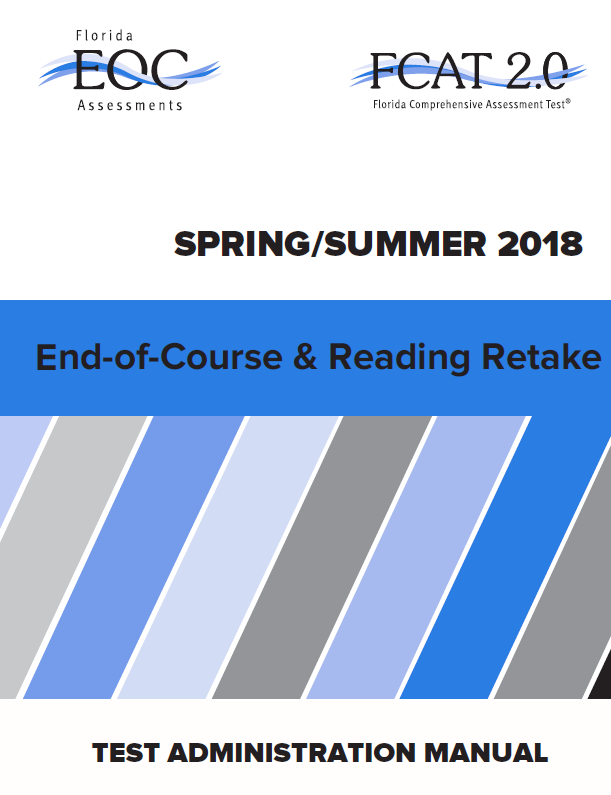 Florida
EOC
Assessments
FCAT 2.0
Florida Comprehensive Assessment Test®
SPRING/SUMMER 2018
End-of-Course & Reading Retake
TEST ADMINISTRATION MANUAL